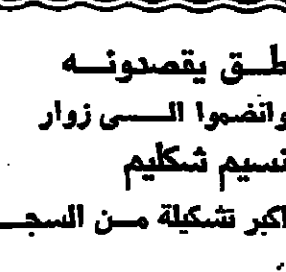 طق يقصدونه
وانضموا الى زوار
نسيم شكليم
اكبر تشكيلة من السجـ